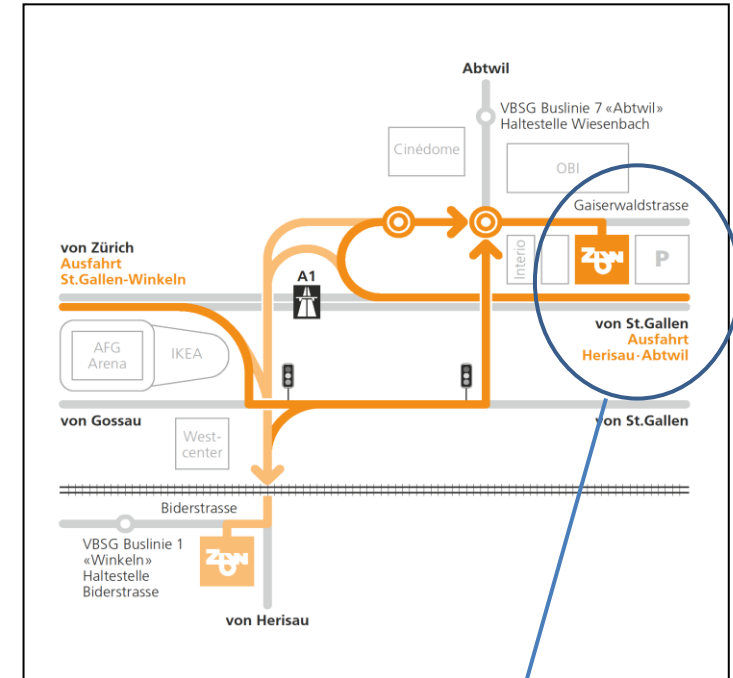 Abtwil
VBSG Buslinie 7 «Abtwil»
Haltestelle Wiesenbach
Cinédome
OBI
Gaiserwaldstrasse
von Zürich
Ausfahrt
St.Gallen-Winkeln
A1
Interio
P
von St.Gallen
Ausfahrt
Herisau-Abtwil
AFG
Arena
IKEA
von Gossau
von St.Gallen
West-
center
Biderstrasse
VBSG Buslinie 1
«Winkeln»
Haltestelle
Biderstrasse
von Herisau